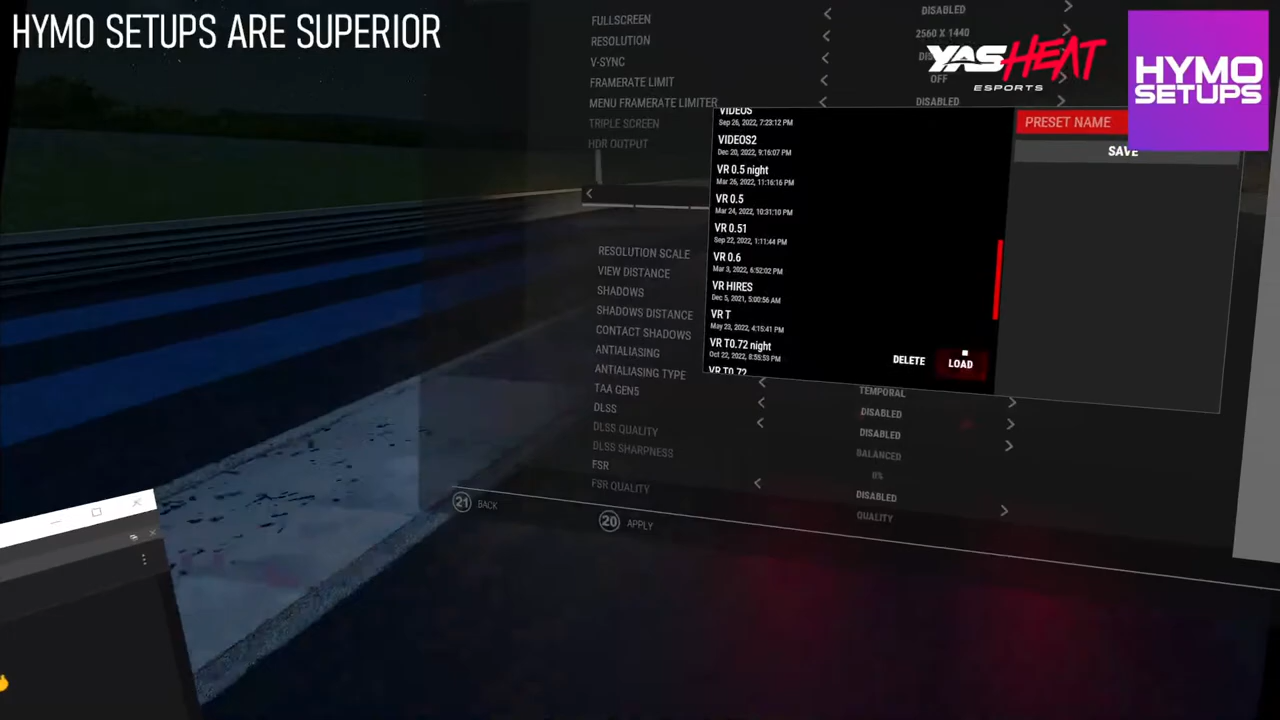 HYMO SETUPS ARE SUPERIOR
FULLSCREEN
DISABLED
RESOLUTION
2560 X 1440
V-SYNC
FRAMERATE LIMIT
OFF
MENU FRAMERATE LIMITER
DISABLED
TRIPLE SCREEN
HDR OUTPUT
YAS HEAT
ESPORTS
HYMO
SETUPS
VIDEOS
Sep 26, 2022, 7:23:12 PM
VIDEOS2
Dec 20, 2022, 9:16:07 PM
VR 0.5 night
Mar 26, 2022, 11:16:16 PM
VR 0.5
Mar 24, 2022, 10:31:10 PM
VR 0.51
Sep 22, 2022, 1:11:44 PM
VR 0.6
Mar 3, 2022, 6:52:02 PM
VR HIRES
Dec 5, 2021, 5:00:56 AM
VR T
May 23, 2022, 4:15:41 PM
VR T0.72 night
Oct 22, 2022, 8:55:53 PM
VR T0.72
DELETE
LOAD
PRESET NAME
SAVE
RESOLUTION SCALE
VIEW DISTANCE
SHADOWS
SHADOWS DISTANCE
CONTACT SHADOWS
ANTIALIASING
ANTIALIASING TYPE
TEMPORAL
TAA GEN5
DISABLED
DLSS
DISABLED
DLSS QUALITY
BALANCED
DLSS SHARPNESS
0%
FSR
DISABLED
FSR QUALITY
QUALITY
21 BACK
20 APPLY